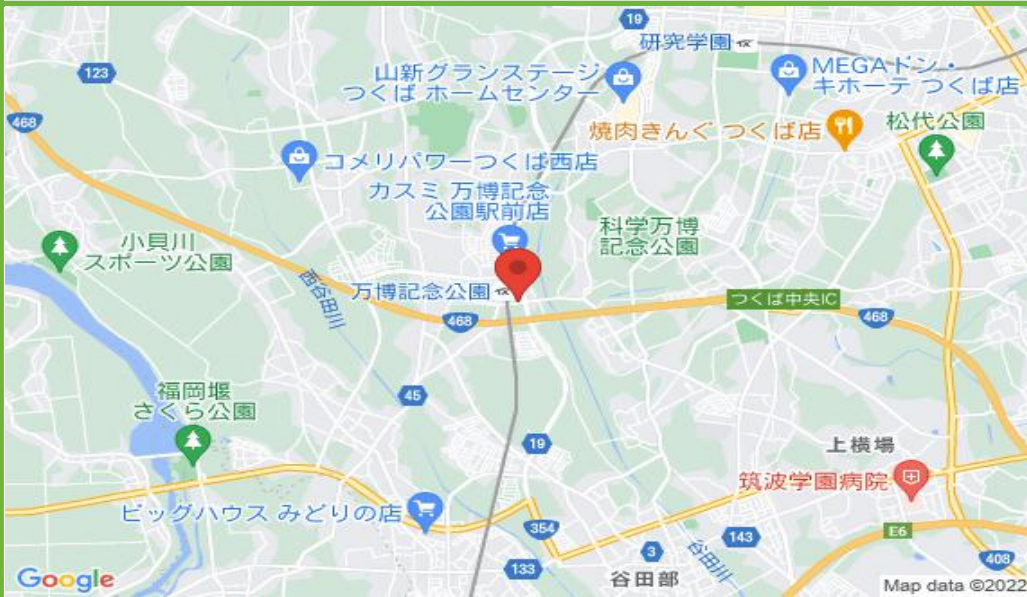 19
研究学園
123
山新グランステージ
つくば ホームセンター
MEGAドン・
キホーテ つくば店
468
焼肉きんぐ つくば店
松代公園
コメリパワーつくば西店
カスミ 万博記念
公園駅前店
科学万博
記念公園
小貝川
スポーツ公園
西谷田川
万博記念公園
つくば中央IC
468
468
福岡堰
さくら公園
45
19
上横場
筑波学園病院
ビッグハウス みどりの店
354
E6
143
3
谷田川
133
谷田部
408
Google
Map data ©2022